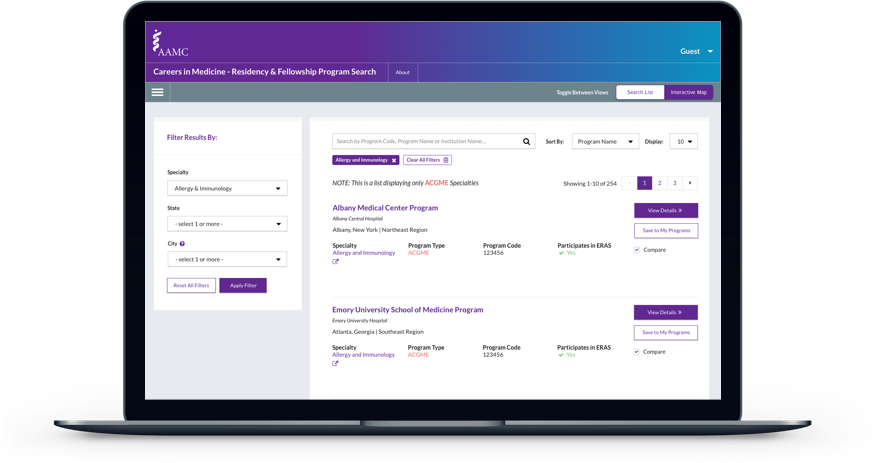 AAMC
Guest
Careers in Medicine - Residency & Fellowship Program Search
About
Toggle Between Views
Search List
Interactive Map
Filter Results By:
Specialty
Allergy & Immunology
State
- select 1 or more -
City ?
- select 1 or more -
Reset All Filters
Apply Filter
Search by Program Code, Program Name or Institution Name...
Sort By:
Program Name
Display:
10
Allergy and Immunology x
Clear All Filters
NOTE: This is a list displaying only ACGME Specialties
Showing 1-10 of 254
1 2 3
Albany Medical Center Program
Albany Central Hospital
Albany, New York | Northeast Region
Specialty Program Type Program Code Participates in ERAS
Allergy and Immunology ACGME 123456 Yes
View Details »
Save to My Programs
Compare
Emory University School of Medicine Program
Emory University Hospital
Atlanta, Georgia | Southeast Region
Specialty Program Type Program Code Participates in ERAS
Allergy and Immunology ACGME 123456 Yes
View Details »
Save to My Programs
Compare